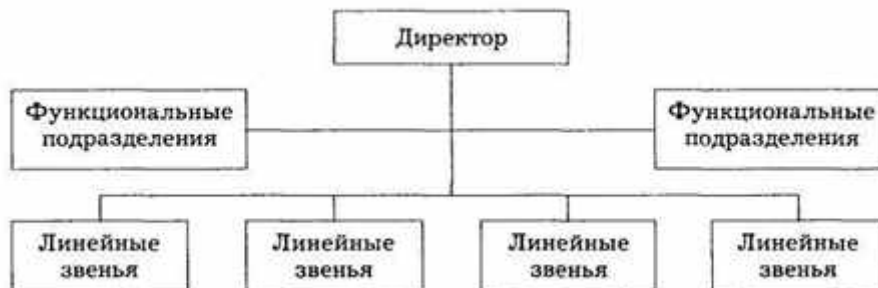 Директор
Функциональные
подразделения
Функциональные
подразделения
Линейные
звенья
Линейные
звенья
Линейные
звенья
Линейные
звенья